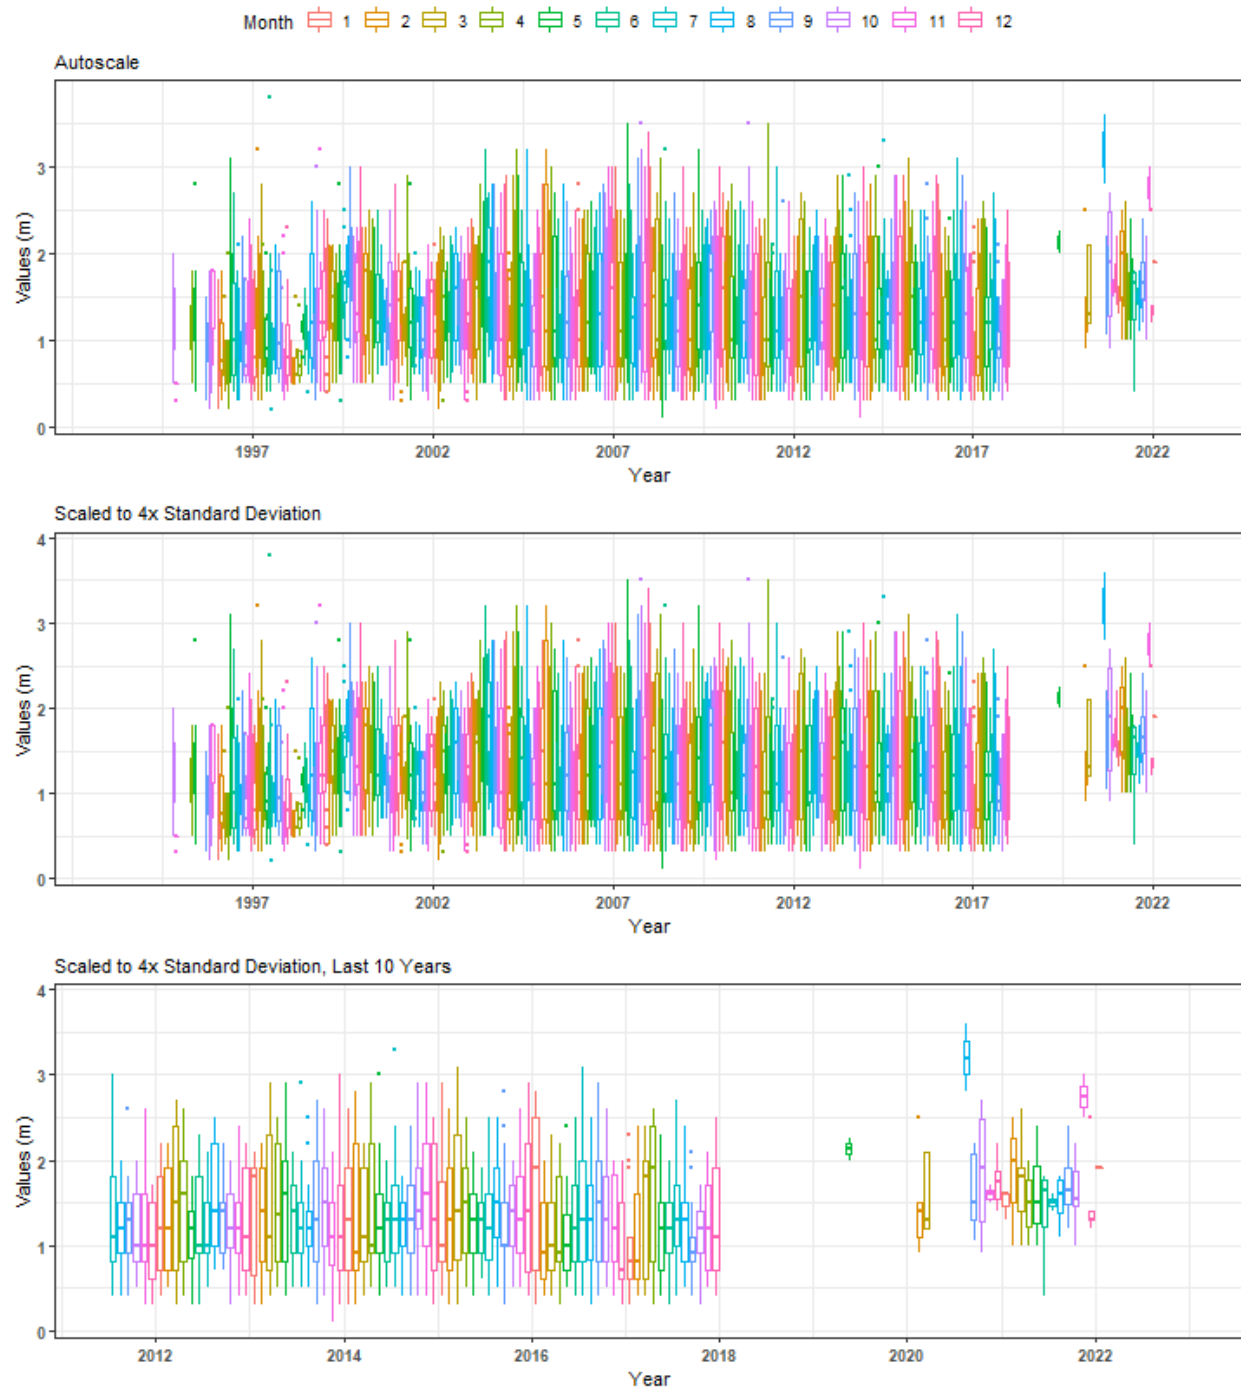 Month 1 2 3 4 5 6 7 8 9 10 11 12
Autoscale
3
2
1
0
Values (m)
1997 2002 2007 2012 2017 2022
Year
Scaled to 4x Standard Deviation
4
3
2
1
0
Values (m)
1997 2002 2007 2012 2017 2022
Year
Scaled to 4x Standard Deviation, Last 10 Years
4
3
2
1
0
Values (m)
2012 2014 2016 2018 2020 2022
Year